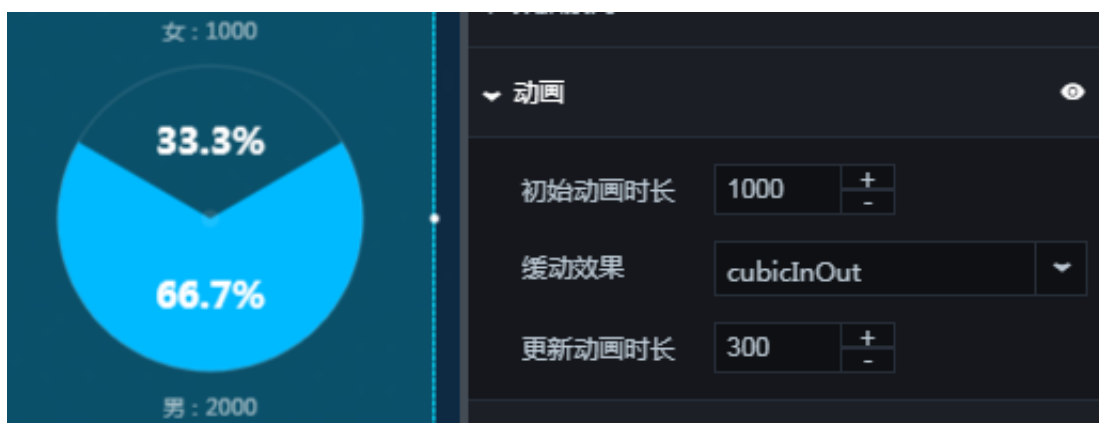 女 : 1000
33.3%
66.7%
男 : 2000
动画
初始动画时长 1000 + -
缓动效果 cubicInOut
更新动画时长 300 + -